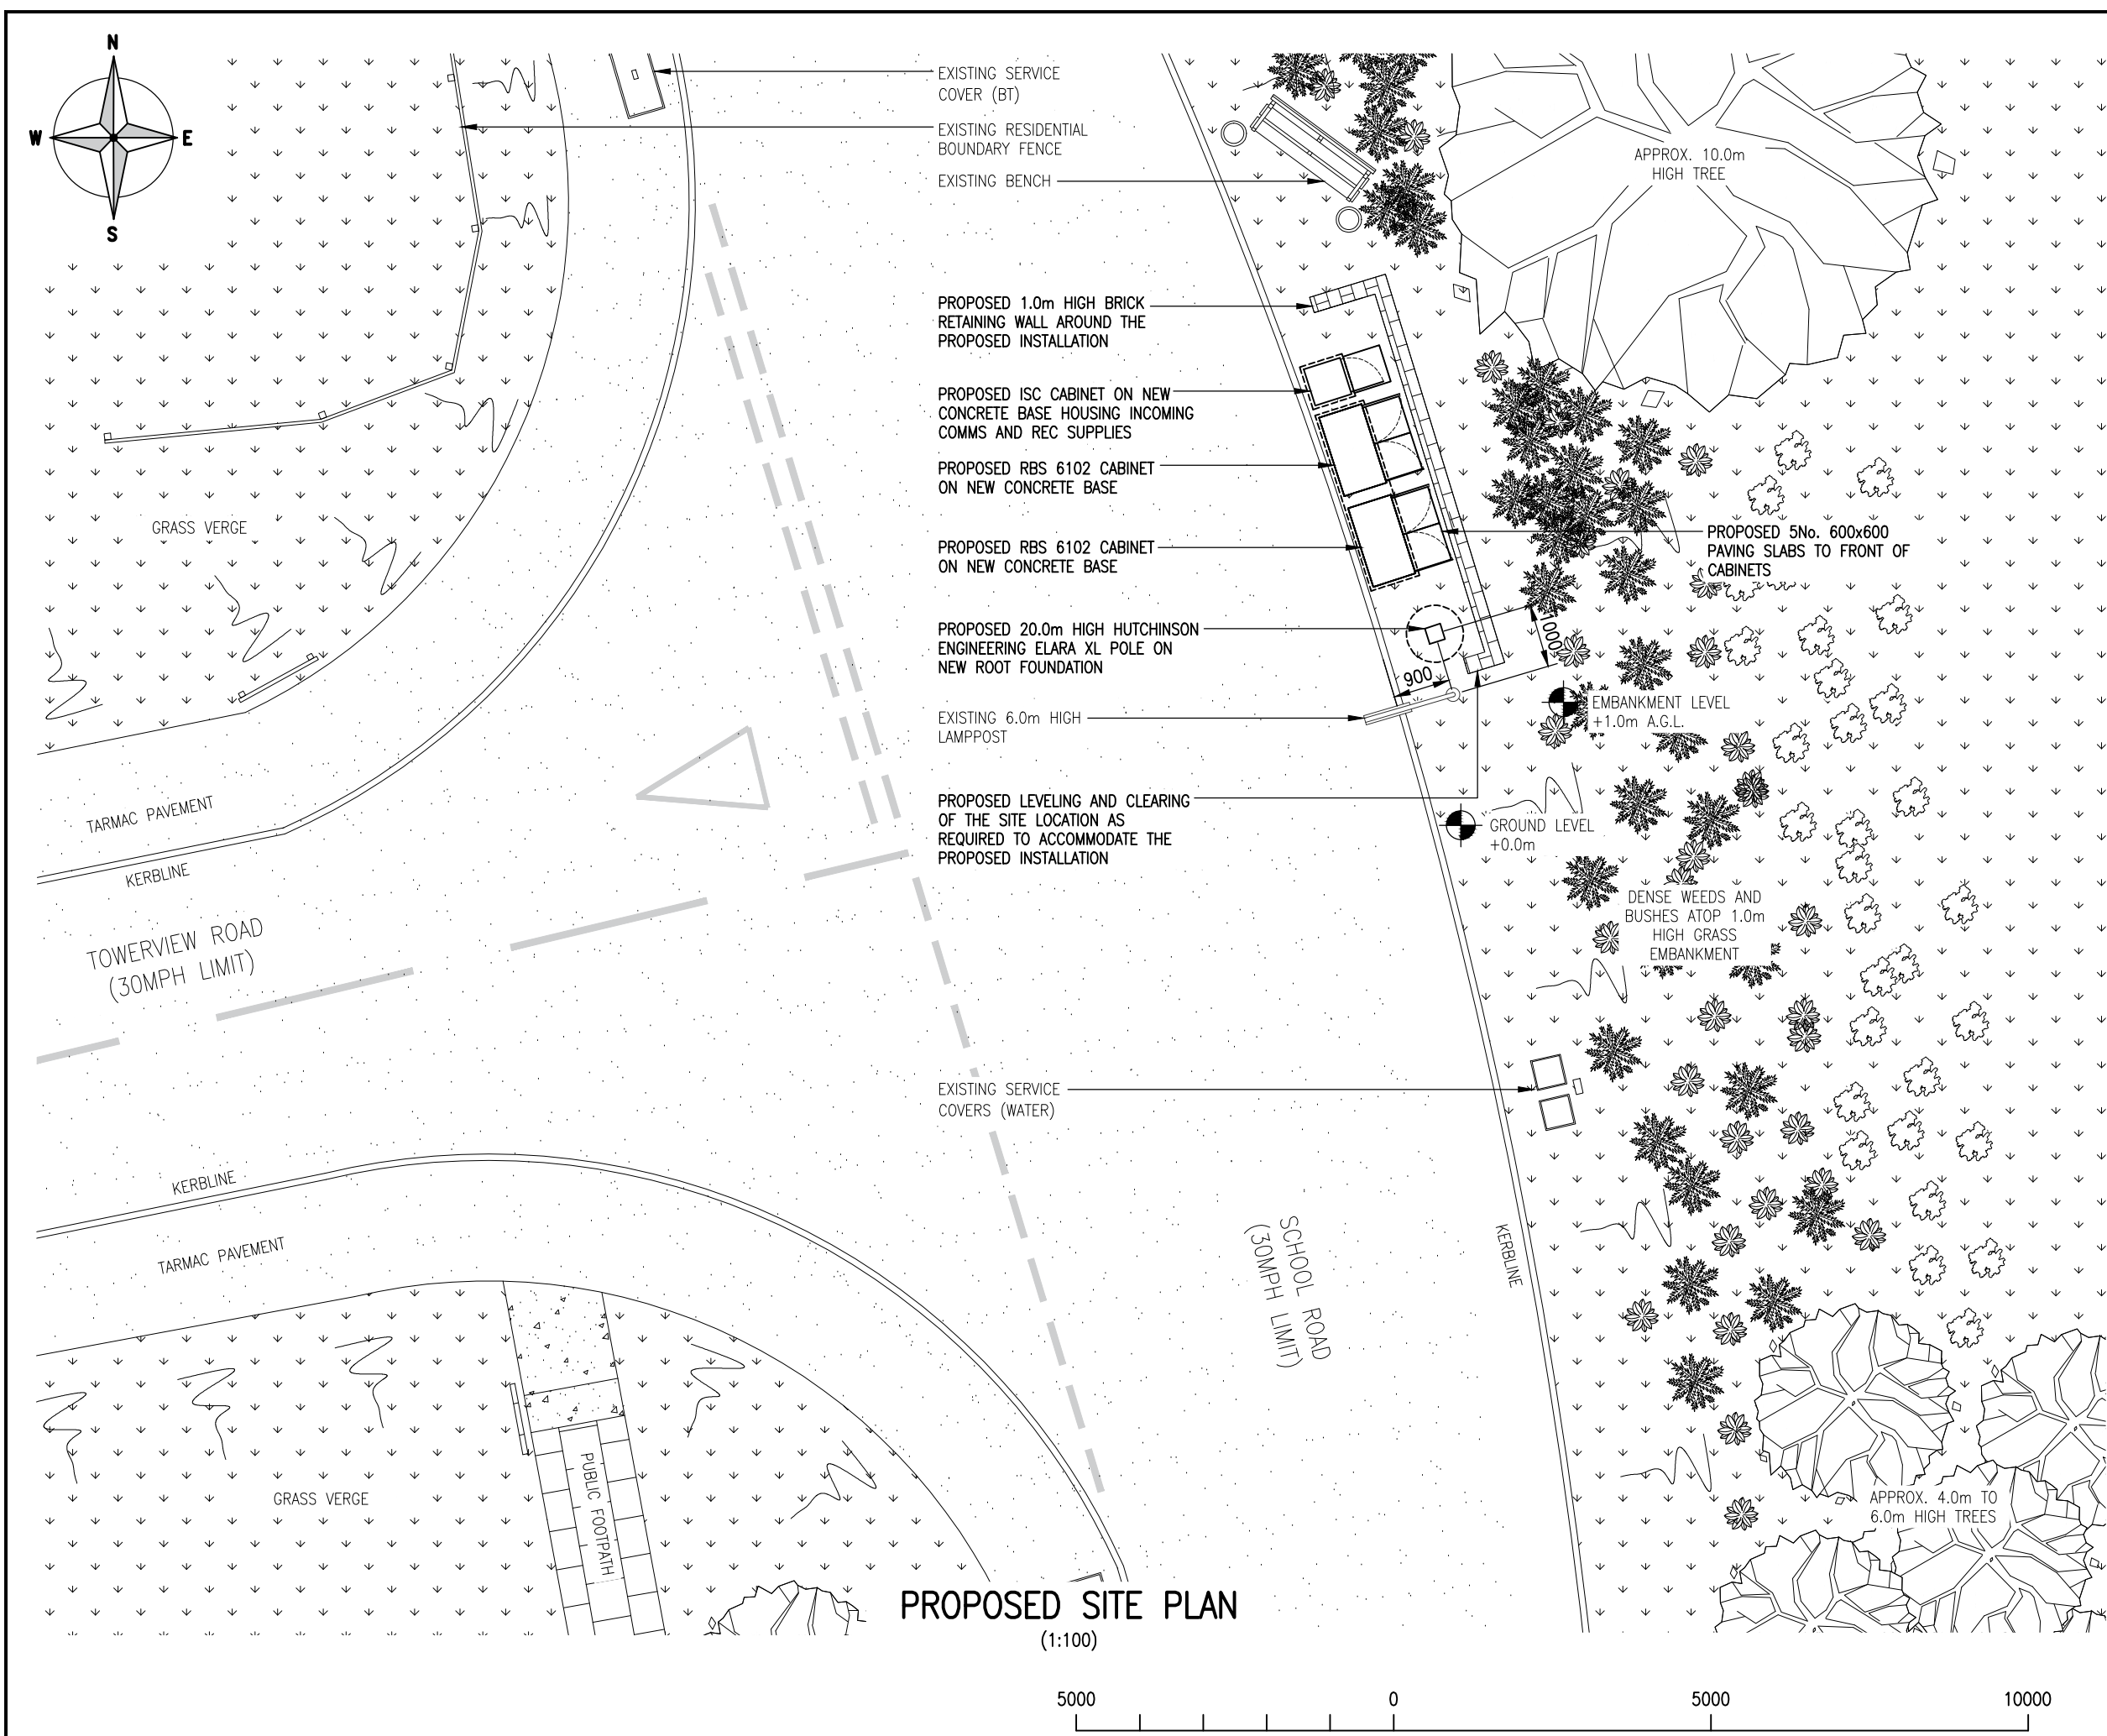 N
W
E
S
EXISTING SERVICE
COVER (BT)
EXISTING RESIDENTIAL
BOUNDARY FENCE
EXISTING BENCH
APPROX. 10.0m
HIGH TREE
PROPOSED 1.0m HIGH BRICK
RETAINING WALL AROUND THE
PROPOSED INSTALLATION
PROPOSED ISC CABINET ON NEW
CONCRETE BASE HOUSING INCOMING
COMMS AND REC SUPPLIES
PROPOSED RBS 6102 CABINET
ON NEW CONCRETE BASE
PROPOSED RBS 6102 CABINET
ON NEW CONCRETE BASE
PROPOSED 5No. 600x600
PAVING SLABS TO FRONT OF
CABINETS
GRASS VERGE
PROPOSED 20.0m HIGH HUTCHINSON
ENGINEERING ELARA XL POLE ON
NEW ROOT FOUNDATION
1000
900
EXISTING 6.0m HIGH
LAMPPOST
EMBANKMENT LEVEL
+1.0m A.G.L.
PROPOSED LEVELING AND CLEARING
OF THE SITE LOCATION AS
REQUIRED TO ACCOMMODATE THE
PROPOSED INSTALLATION
GROUND LEVEL
+0.0m
TARMAC PAVEMENT
KERBLINE
DENSE WEEDS AND
BUSHES ATOP 1.0m
HIGH GRASS
EMBANKMENT
TOWERVIEW ROAD
(30MPH LIMIT)
EXISTING SERVICE
COVERS (WATER)
KERBLINE
TARMAC PAVEMENT
SCHOOL ROAD
(30MPH LIMIT)
KERBLINE
GRASS VERGE
PUBLIC FOOTPATH
APPROX. 4.0m TO
6.0m HIGH TREES
PROPOSED SITE PLAN
(1:100)
5000
0
5000
10000